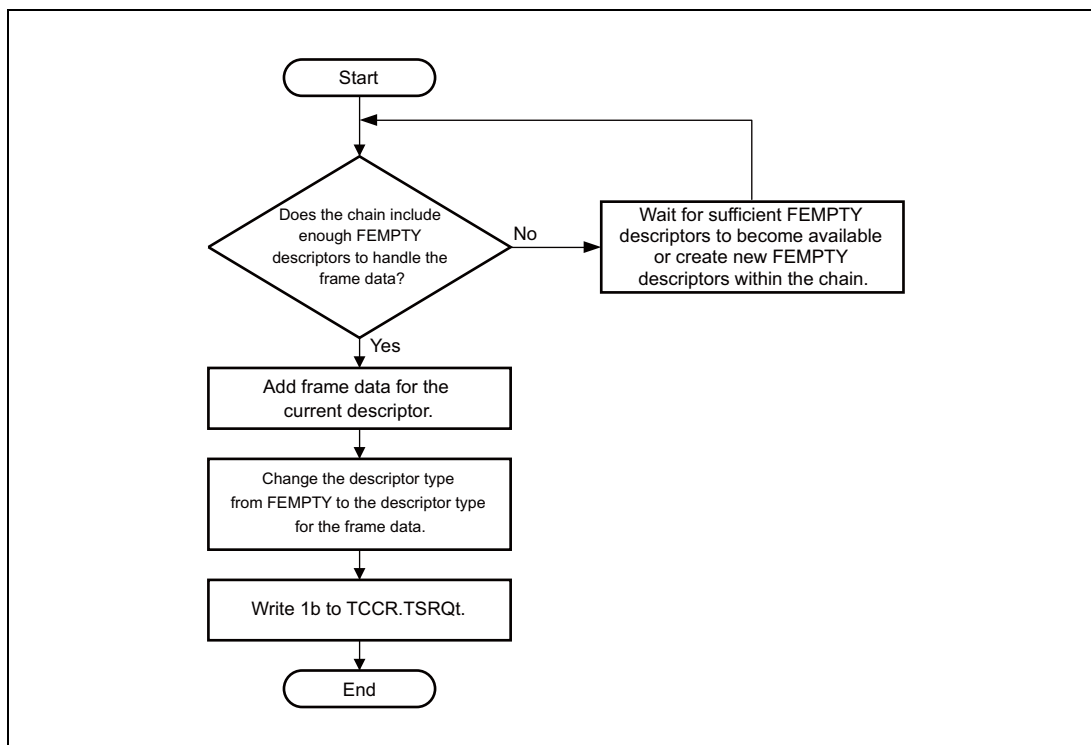 Start
Does the chain include
enough FEMPTY
descriptors to handle the
frame data?
No
Wait for sufficient FEMPTY
descriptors to become available
or create new FEMPTY
descriptors within the chain.
Yes
Add frame data for the
current descriptor.
Change the descriptor type
from FEMPTY to the descriptor type
for the frame data.
Write 1b to TCCR.TSRQt.
End